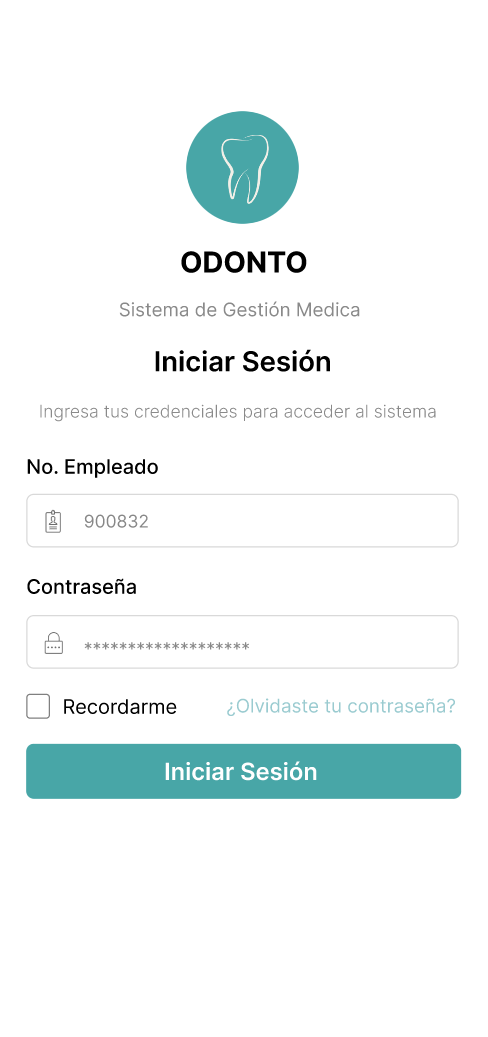 ODONTO
Sistema de Gestión Medica
Iniciar Sesión
Ingresa tus credenciales para acceder al sistema
No. Empleado
900832
Contraseña
*******************
Recordarme ¿Olvidaste tu contraseña?
Iniciar Sesión